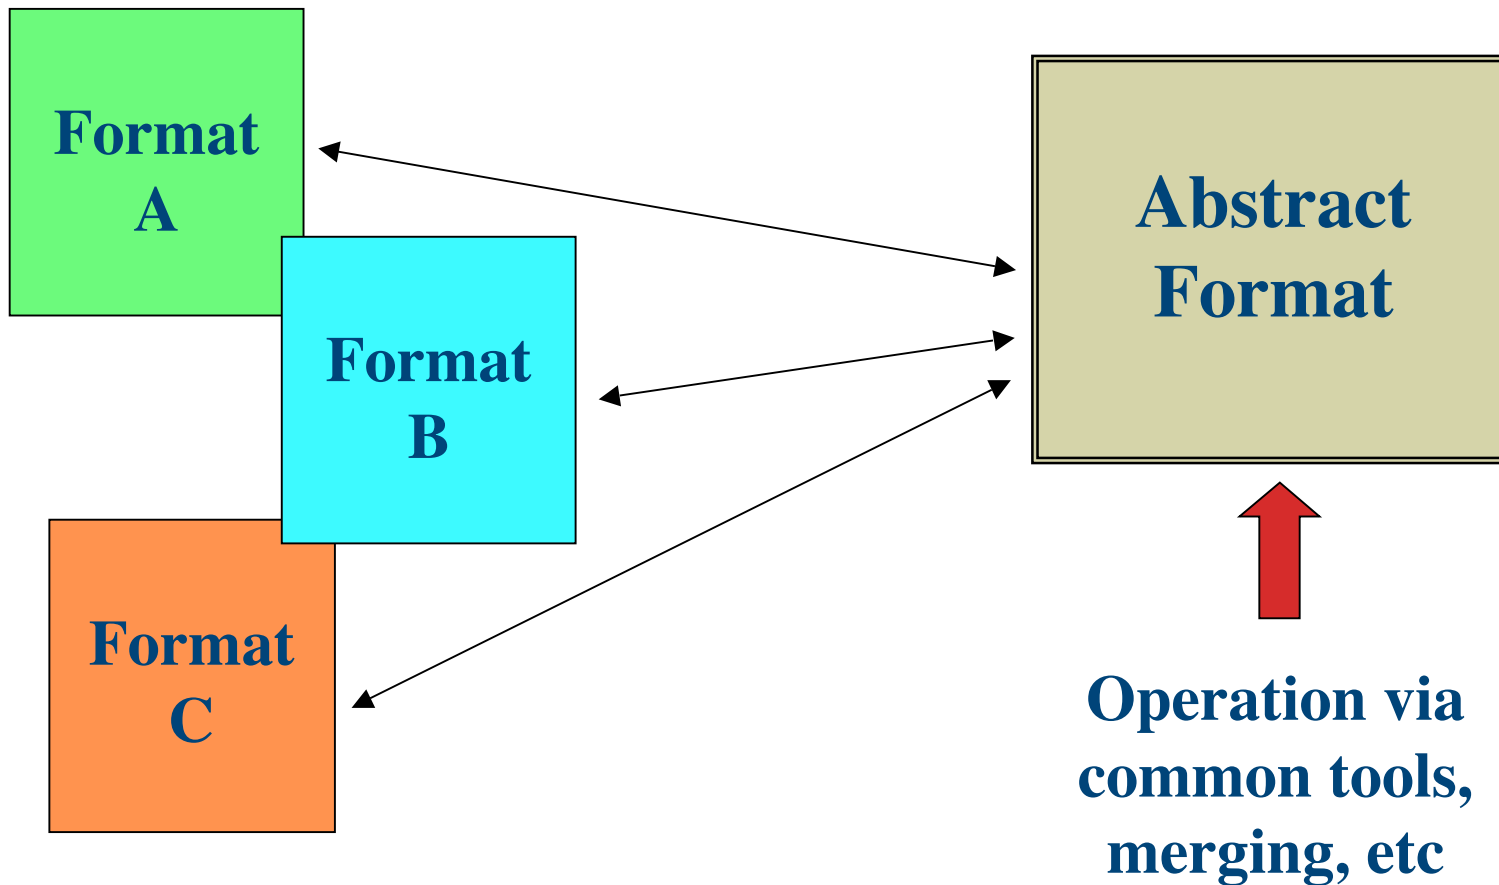 Format
A
Format
B
Format
C
Abstract
Format
Operation via
common tools,
merging, etc